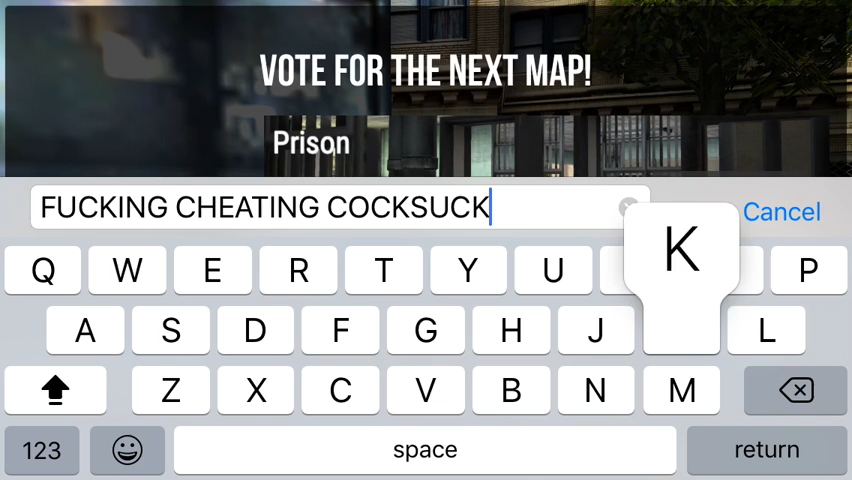 VOTE FOR THE NEXT MAP!
Prison
FUCKING CHEATING COCKSUCK
Cancel
K
Q W E R T Y U P
A S D F G H J L
Z X C V B N M
123 space return